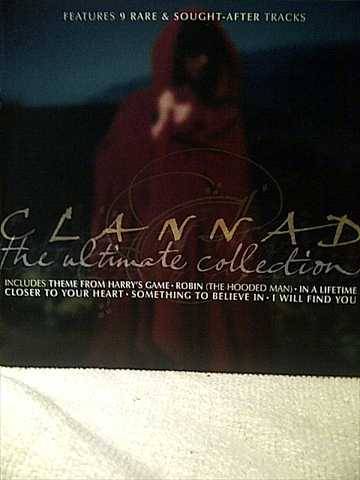 FEATURES 9 RARE & SOUGHT-AFTER TRACKS
CLANNAD
the ultimate collection
INCLUDES THEME FROM HARRY'S GAME · ROBIN (THE HOODED MAN) · IN A LIFETIME
CLOSER TO YOUR HEART · SOMETHING TO BELIEVE IN · I WILL FIND YOU